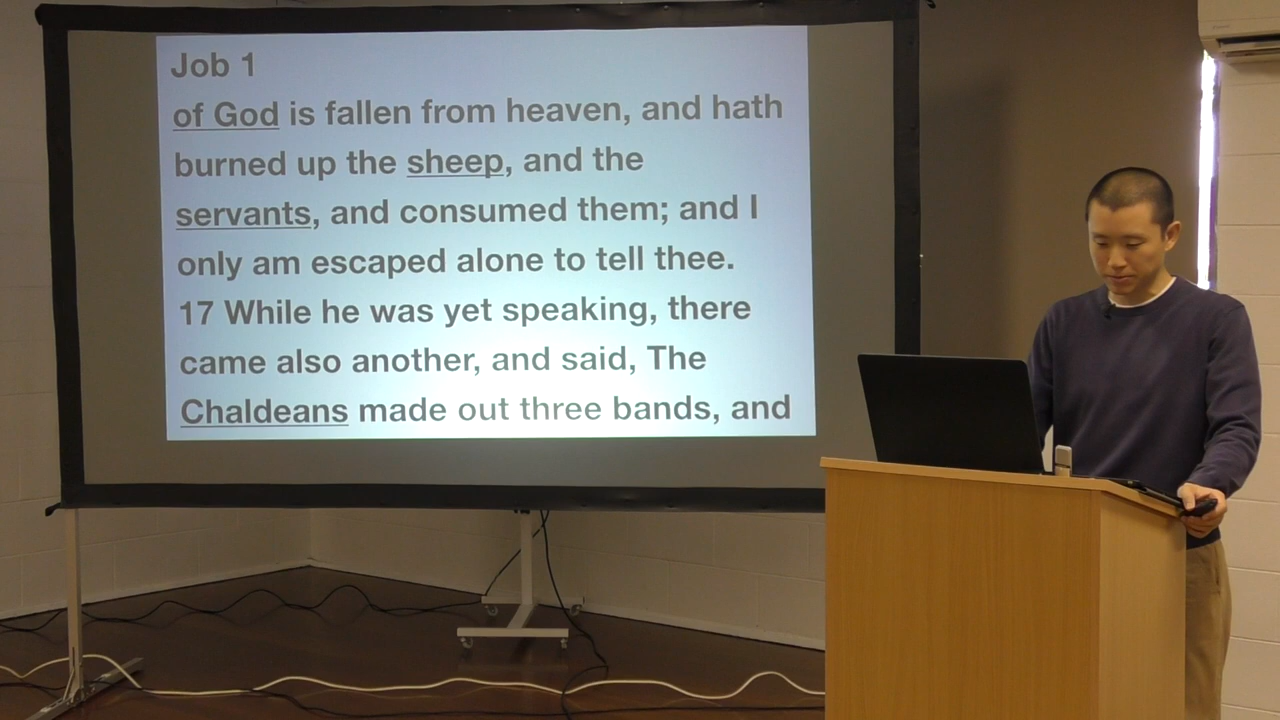 Job 1
of God is fallen from heaven, and hath
burned up the sheep, and the
servants, and consumed them; and I
only am escaped alone to tell thee.
17 While he was yet speaking, there
came also another, and said, The
Chaldeans made out three bands, and